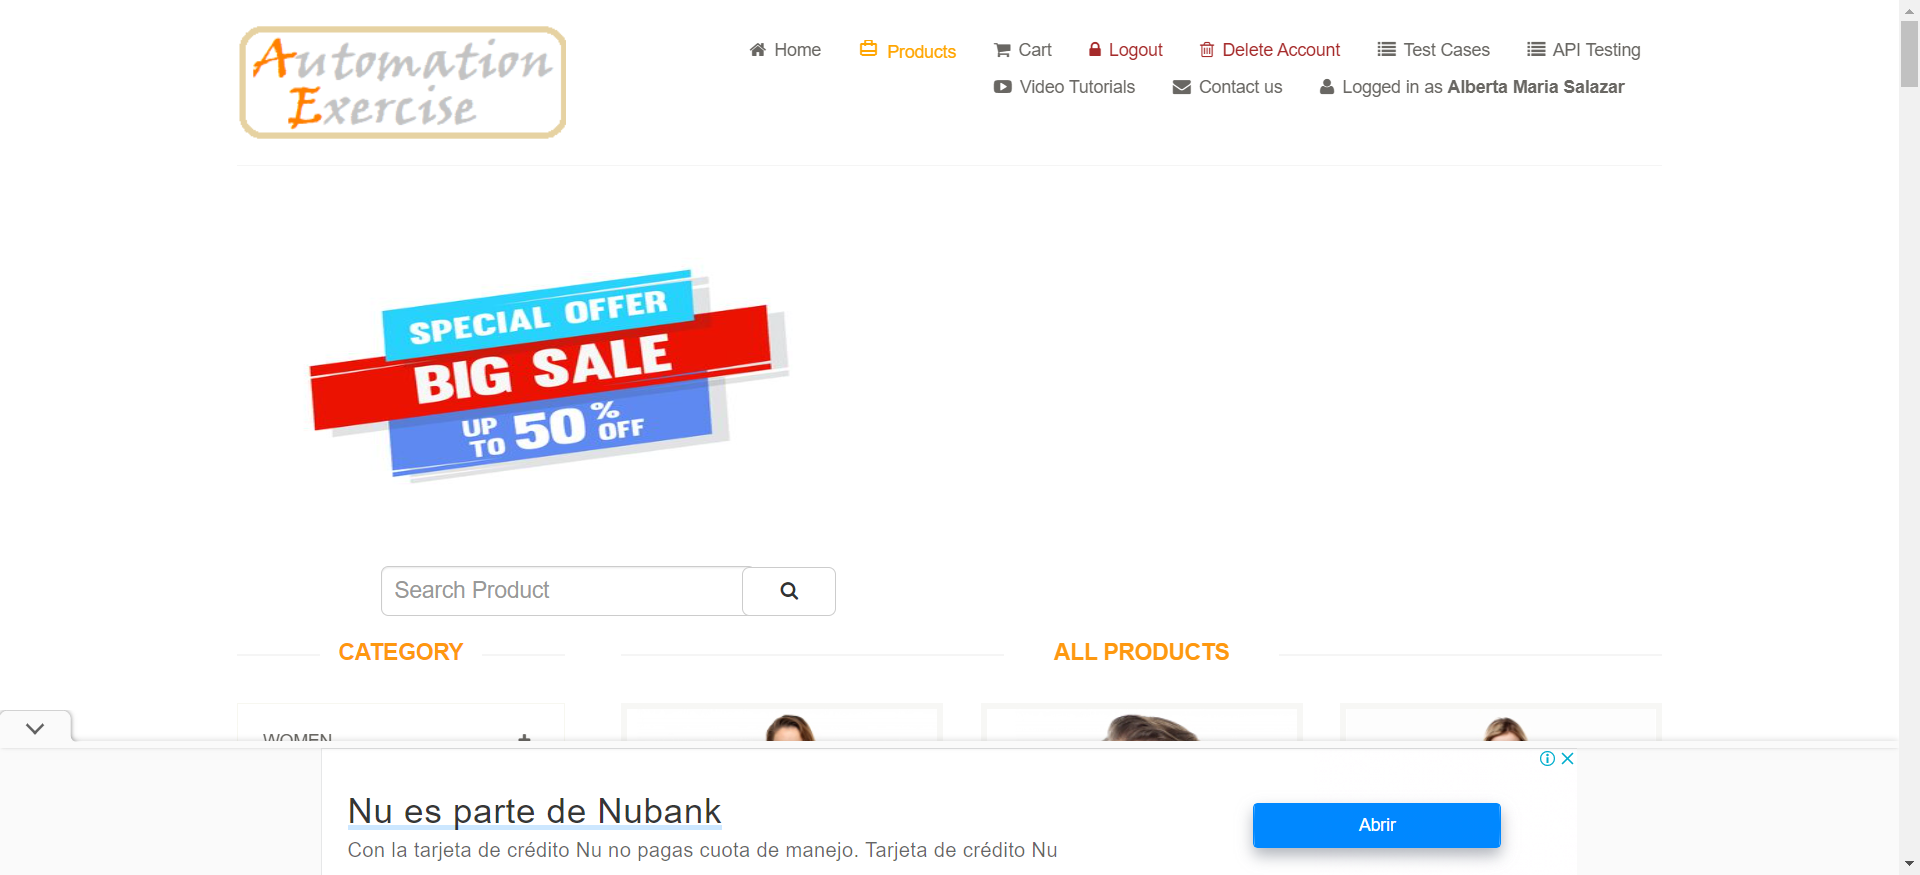 Automation
Exercise
Home
Products
Cart
Logout
Delete Account
Test Cases
API Testing
Video Tutorials
Contact us
Logged in as Alberta Maria Salazar
SPECIAL OFFER
BIG SALE
UP TO 50% OFF
Search Product
CATEGORY
ALL PRODUCTS
WOMEN
Nu es parte de Nubank
Con la tarjeta de crédito Nu no pagas cuota de manejo. Tarjeta de crédito Nu
Abrir